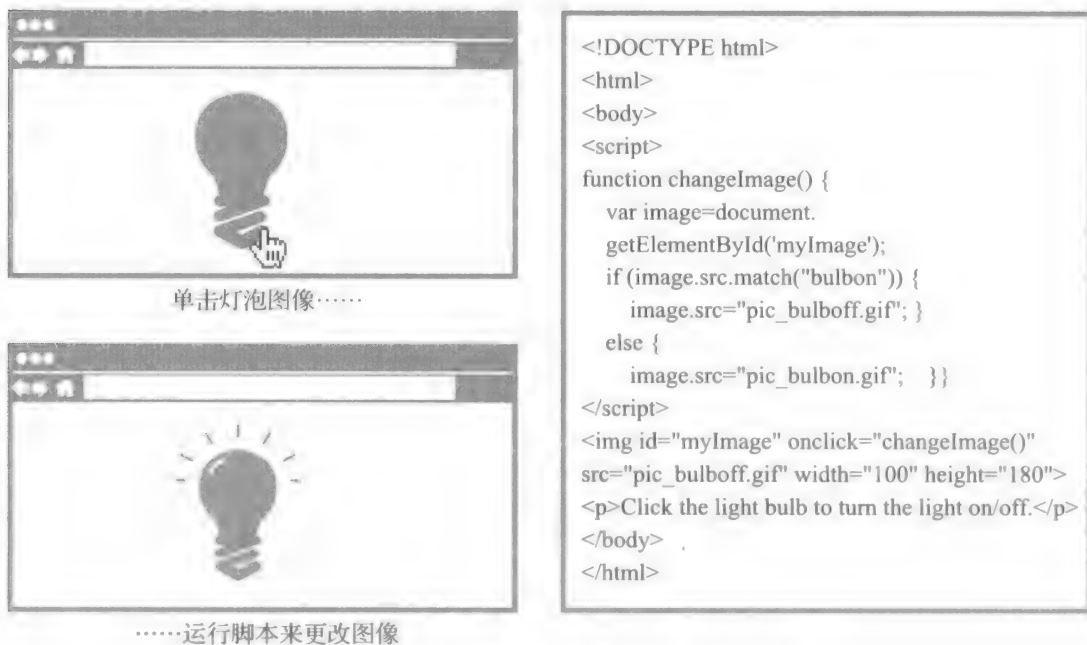 单击灯泡图像……
……运行脚本来更改图像
<!DOCTYPE html>
<html>
<body>
<script>
function changeImage() {
var image=document.
getElementById('myImage');
if (image.src.match("bulbon")) {
image.src="pic_bulboff.gif"; }
else {
image.src="pic_bulbon.gif"; }}
</script>
<img id="myImage" onclick="changeImage()"
src="pic_bulboff.gif" width="100" height="180">
<p>Click the light bulb to turn the light on/off.</p>
</body>
</html>